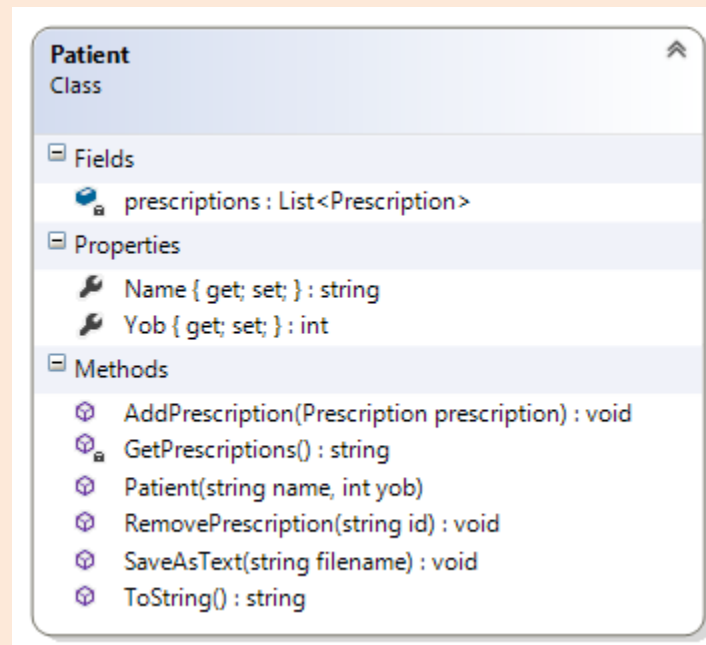 Patient
Class
Fields
prescriptions : List<Prescription>
Properties
Name { get; set; } : string
Yob { get; set; } : int
Methods
AddPrescription(Prescription prescription) : void
GetPrescriptions() : string
Patient(string name, int yob)
RemovePrescription(string id) : void
SaveAsText(string filename) : void
ToString() : string